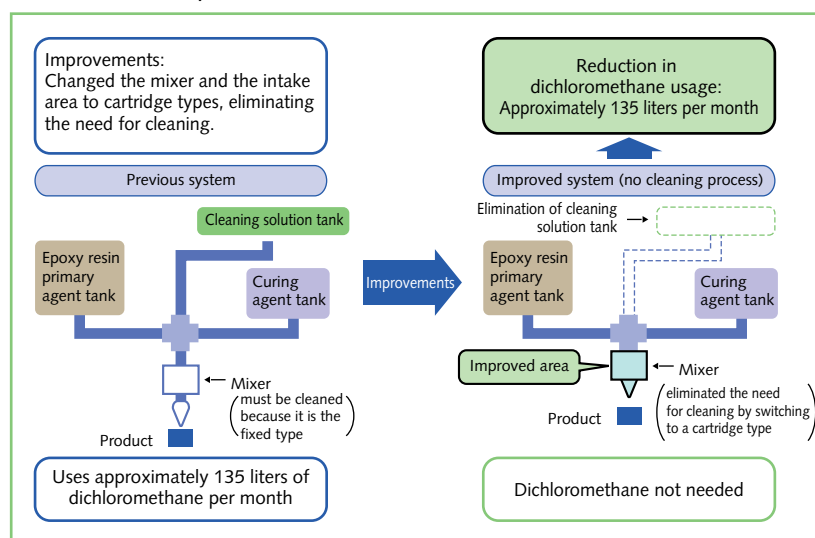 Improvements:
Changed the mixer and the intake
area to cartridge types, eliminating
the need for cleaning.
Previous system
Cleaning solution tank
Epoxy resin
primary
agent tank
Curing
agent tank
Mixer
(must be cleaned
because it is the
fixed type)
Product
Uses approximately 135 liters of
dichloromethane per month
Improvements
Reduction in
dichloromethane usage:
Approximately 135 liters per month
Improved system (no cleaning process)
Elimination of cleaning
solution tank
Epoxy resin
primary
agent tank
Curing
agent tank
Improved area
Mixer
(eliminated the need
for cleaning by switching
to a cartridge type)
Product
Dichloromethane not needed